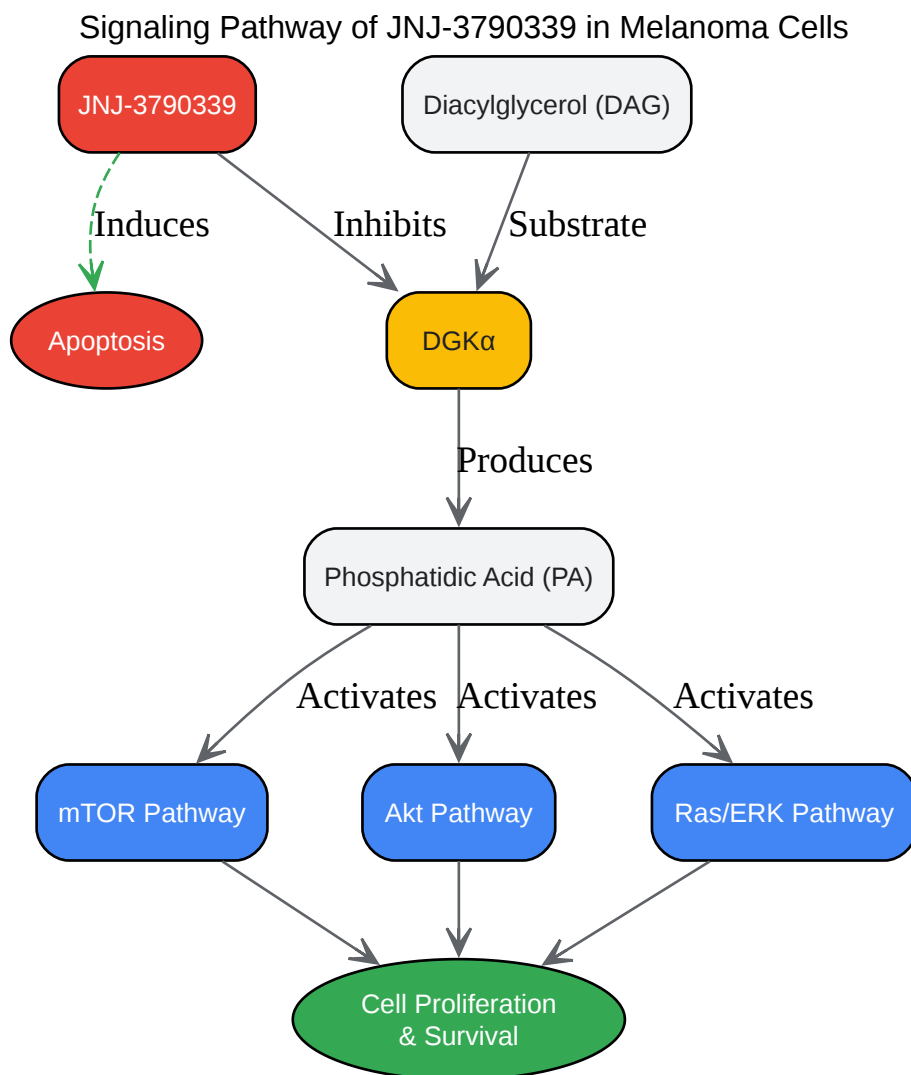 Signaling Pathway of JNJ-3790339 in Melanoma Cells
JNJ-3790339
Diacylglycerol (DAG)
Induces
Inhibits
Substrate
Apoptosis
DGKα
Produces
Phosphatidic Acid (PA)
Activates
Activates
Activates
mTOR Pathway
Akt Pathway
Ras/ERK Pathway
Cell Proliferation
& Survival